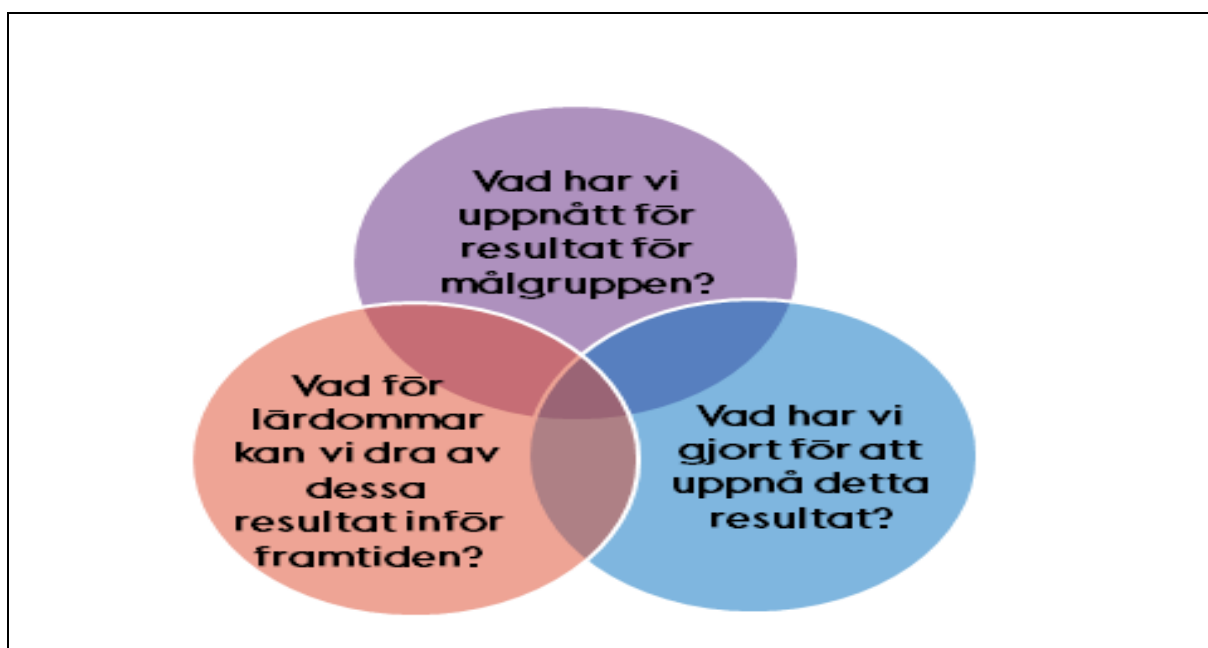 Vad har vi
uppnått för
resultat för
målgruppen?
Vad för
lärdommar
kan vi dra av
dessa
resultat inför
framtiden?
Vad har vi
gjort för att
uppnå detta
resultat?